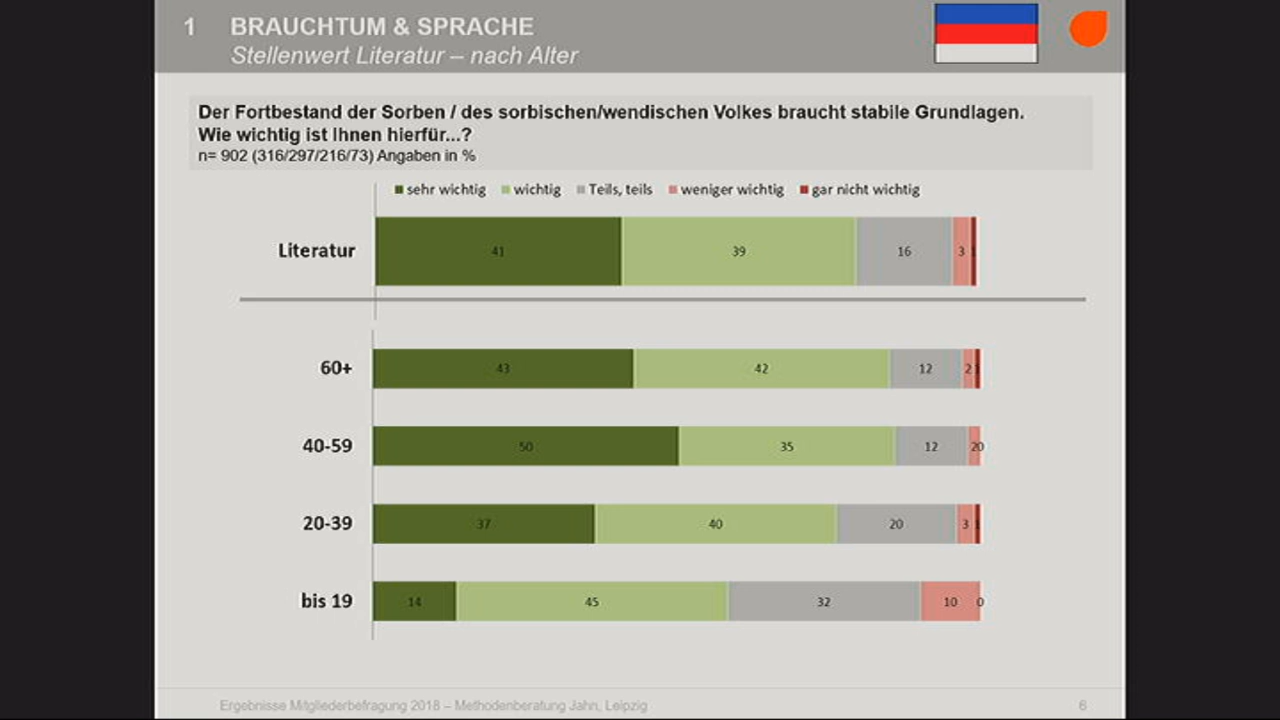 1 BRAUCHTUM & SPRACHE
Stellenwert Literatur – nach Alter
Der Fortbestand der Sorben / des sorbischen/wendischen Volkes braucht stabile Grundlagen.
Wie wichtig ist Ihnen hierfür...?
n= 902 (316/297/216/73) Angaben in %
sehr wichtig wichtig Teils, teils weniger wichtig gar nicht wichtig
Literatur 41 39 16 3 1
60+ 43 42 12 2 1
40-59 50 35 12 2 0
20-39 37 40 20 3 1
bis 19 14 45 32 10 0
Ergebnisse Mitgliederbefragung 2018 – Methodenberatung Jahn, Leipzig 6